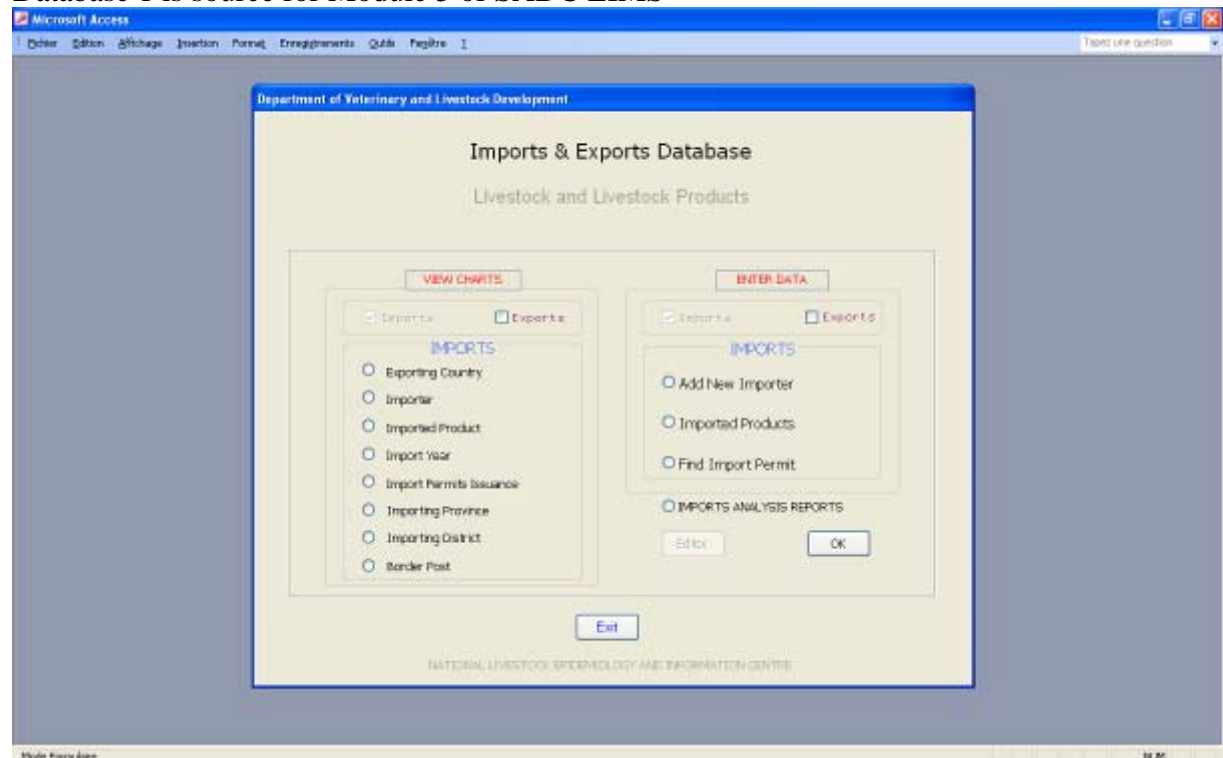 Database 1 is source for Module 3 of SADC LIMS
Microsoft Access
Fichier Edition Affichage Insertion Format Enregistrements Outils Fenêtre ?
Tapez une question
Department of Veterinary and Livestock Development
Imports & Exports Database
Livestock and Livestock Products
VIEW CHARTS
Imports Exports
IMPORTS
Exporting Country
Importer
Imported Product
Import Year
Import Permits Issuance
Importing Province
Importing District
Border Post
ENTER DATA
Imports Exports
IMPORTS
Add New Importer
Imported Products
Find Import Permit
IMPORTS ANALYSIS REPORTS
Editor OK
Exit
NATIONAL LIVESTOCK EPIDEMIOLOGY AND INFORMATION CENTRE
Mode Formulaire
NUM